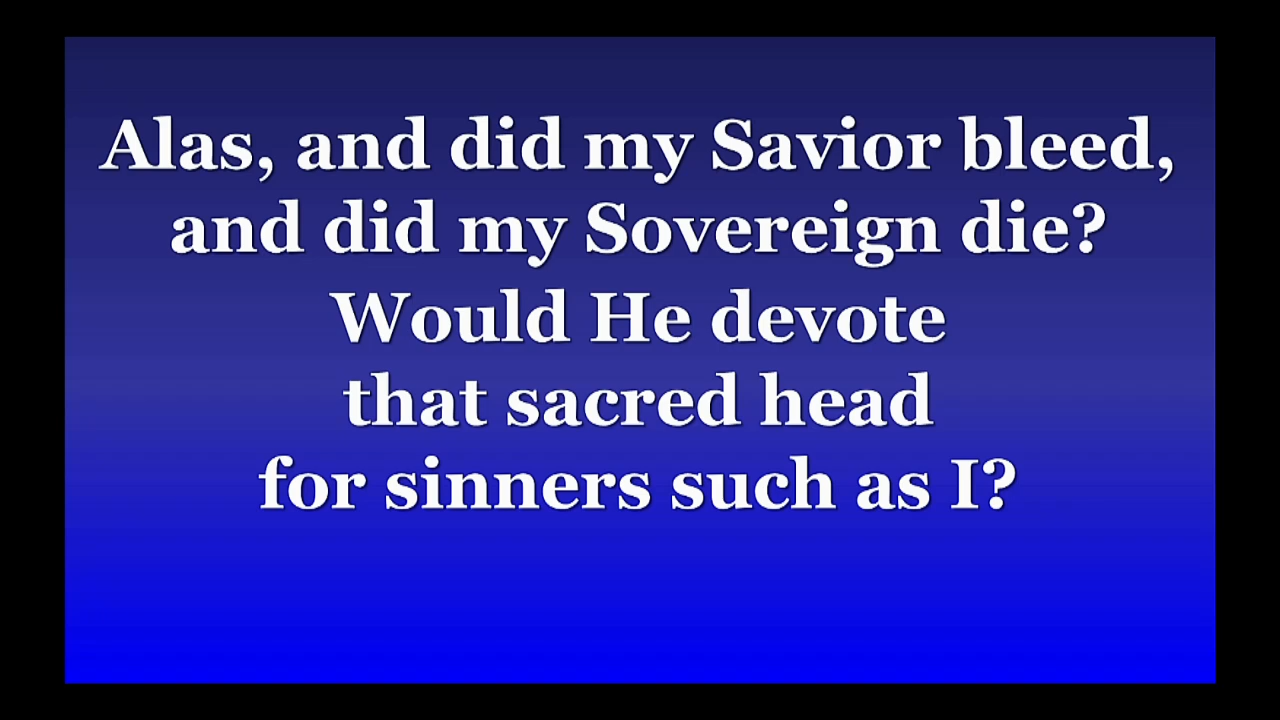 Alas, and did my Savior bleed,
and did my Sovereign die?
Would He devote
that sacred head
for sinners such as I?